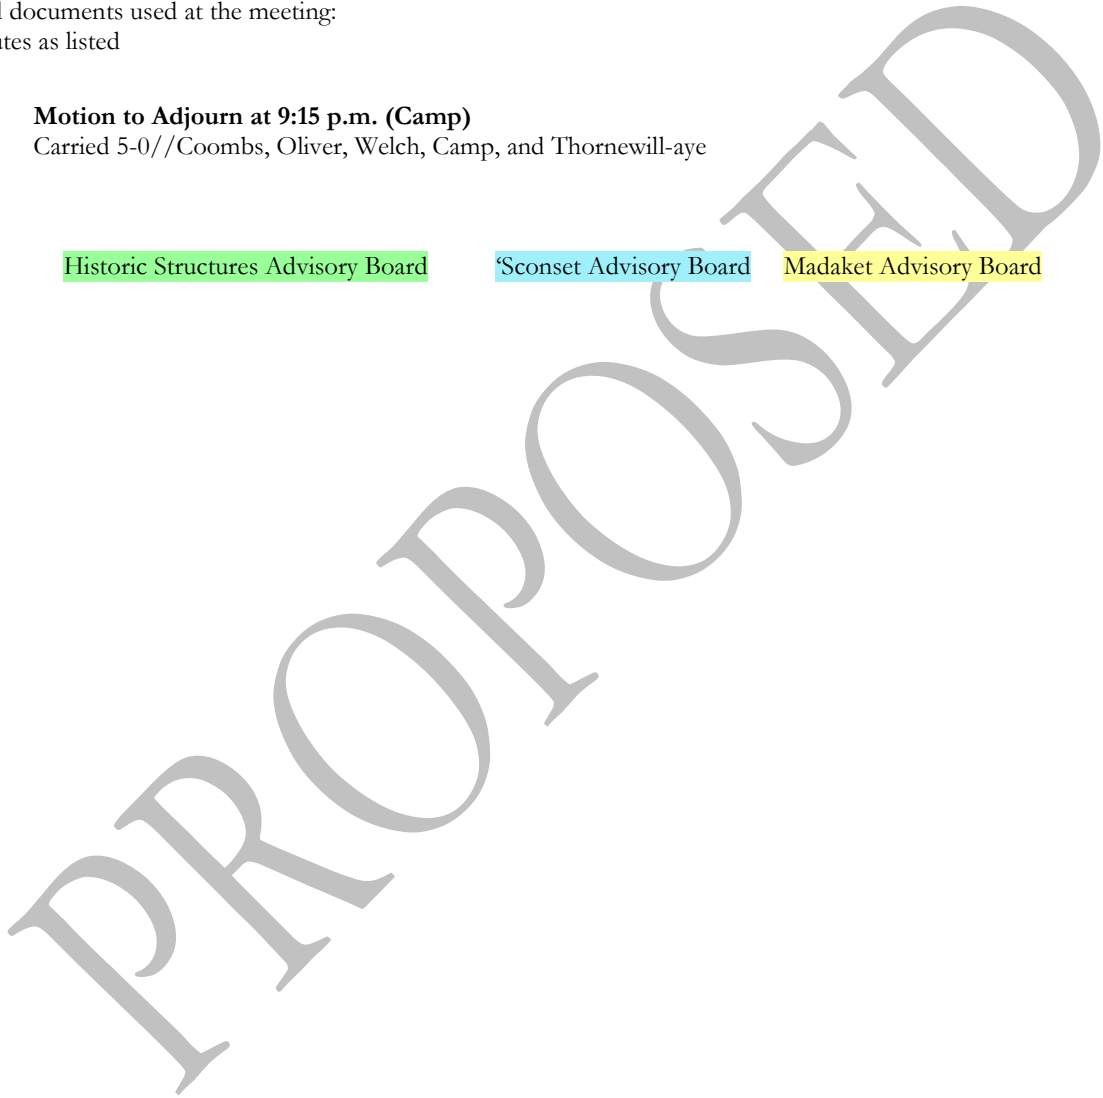 documents used at the meeting:
as listed
Motion to Adjourn at 9:15 p.m. (Camp)
Carried 5-0//Coombs, Oliver, Welch, Camp, and Thornewill-aye
Historic Structures Advisory Board ‘Sconset Advisory Board Madaket Advisory Board
PROPOSED